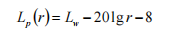 L_p(r) = L_w − 20lg r − 8